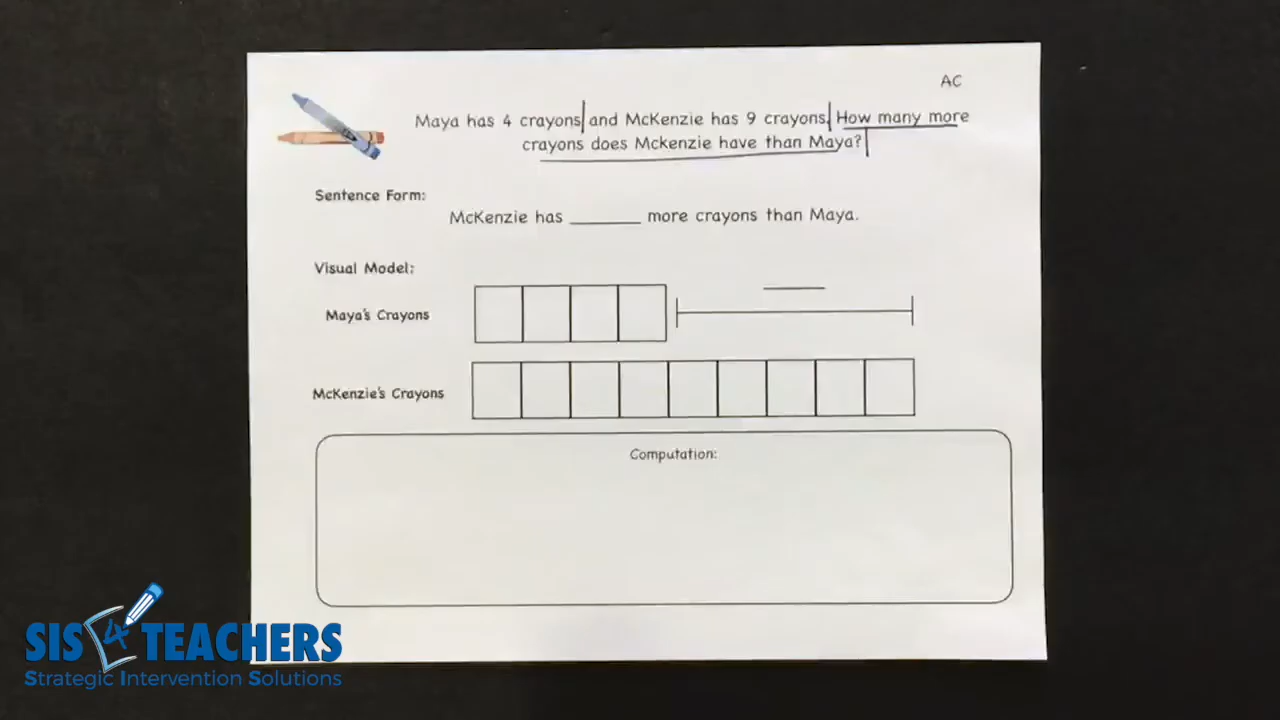 AC
Maya has 4 crayons and McKenzie has 9 crayons. How many more
crayons does Mckenzie have than Maya?
Sentence Form:
McKenzie has ______ more crayons than Maya.
Visual Model:
Maya's Crayons
McKenzie's Crayons
Computation:
SIS4TEACHERS
Strategic Intervention Solutions